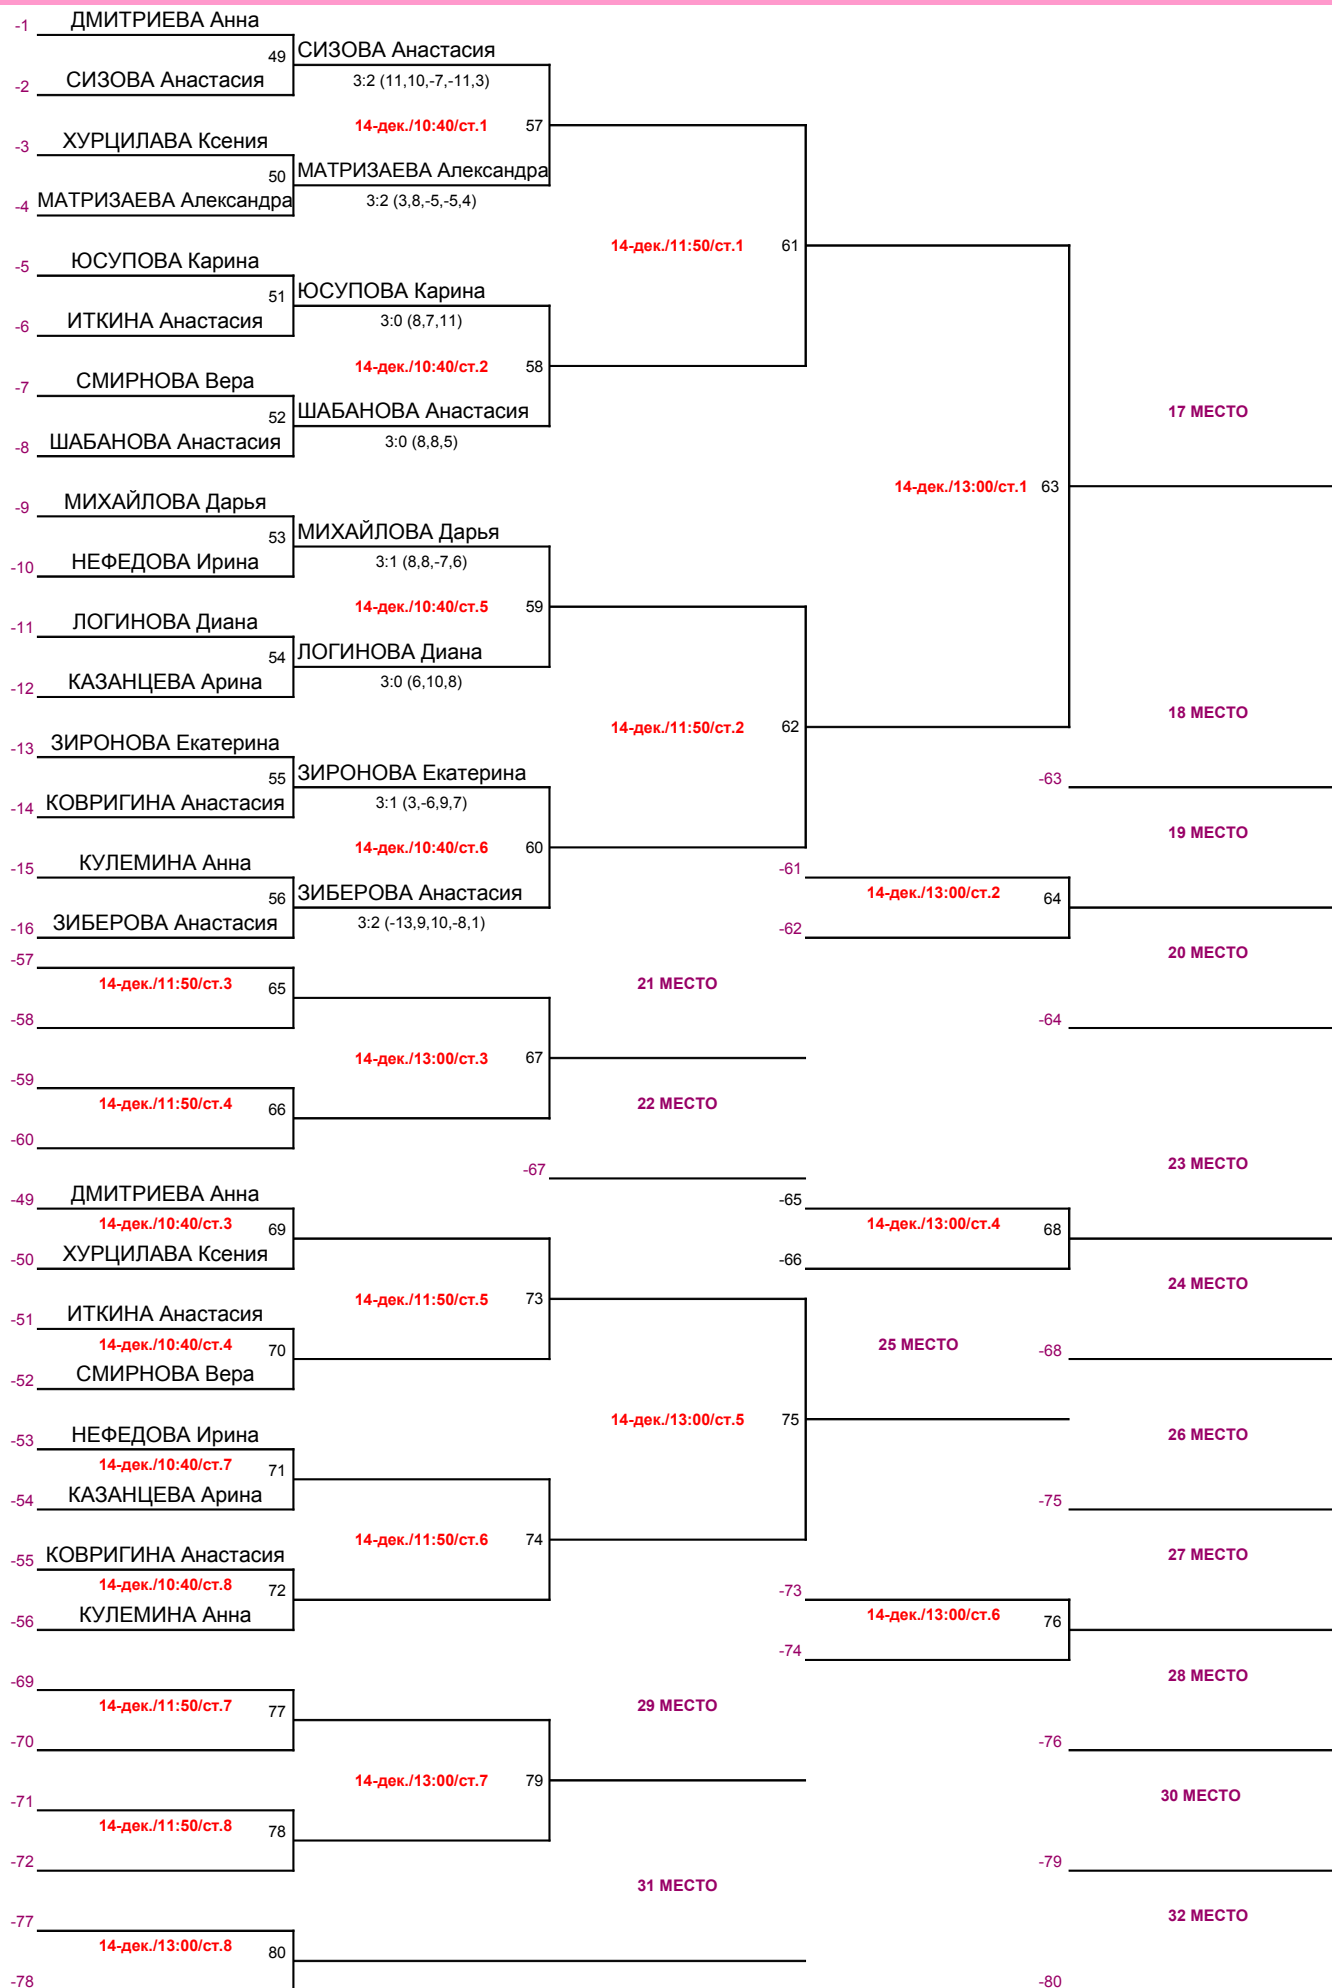 -1 ДМИТРИЕВА Анна
49 СИЗОВА Анастасия
-2 СИЗОВА Анастасия 3:2 (11,10,-7,-11,3)
14-дек./10:40/ст.1 57
-3 ХУРЦИЛАВА Ксения
50 МАТРИЗАЕВА Александра
-4 МАТРИЗАЕВА Александра 3:2 (3,8,-5,-5,4)
14-дек./11:50/ст.1 61
-5 ЮСУПОВА Карина
51 ЮСУПОВА Карина
-6 ИТКИНА Анастасия 3:0 (8,7,11)
14-дек./10:40/ст.2 58
-7 СМИРНОВА Вера
52 ШАБАНОВА Анастасия 17 МЕСТО
-8 ШАБАНОВА Анастасия 3:0 (8,8,5)
14-дек./13:00/ст.1 63
-9 МИХАЙЛОВА Дарья
53 МИХАЙЛОВА Дарья
-10 НЕФЕДОВА Ирина 3:1 (8,8,-7,6)
14-дек./10:40/ст.5 59
-11 ЛОГИНОВА Диана
54 ЛОГИНОВА Диана
-12 КАЗАНЦЕВА Арина 3:0 (6,10,8)
18 МЕСТО
14-дек./11:50/ст.2 62
-13 ЗИРОНОВА Екатерина
55 ЗИРОНОВА Екатерина -63
-14 КОВРИГИНА Анастасия 3:1 (3,-6,9,7)
19 МЕСТО
14-дек./10:40/ст.6 60
-15 КУЛЕМИНА Анна -61
56 ЗИБЕРОВА Анастасия 14-дек./13:00/ст.2 64
-16 ЗИБЕРОВА Анастасия 3:2 (-13,9,10,-8,1) -62
-57 20 МЕСТО
14-дек./11:50/ст.3 65 21 МЕСТО
-58 -64
14-дек./13:00/ст.3 67
-59
14-дек./11:50/ст.4 66 22 МЕСТО
-60
-67 23 МЕСТО
-49 ДМИТРИЕВА Анна -65
14-дек./10:40/ст.3 69 14-дек./13:00/ст.4 68
-50 ХУРЦИЛАВА Ксения -66
24 МЕСТО
14-дек./11:50/ст.5 73
-51 ИТКИНА Анастасия
14-дек./10:40/ст.4 70 25 МЕСТО -68
-52 СМИРНОВА Вера
14-дек./13:00/ст.5 75
-53 НЕФЕДОВА Ирина 26 МЕСТО
14-дек./10:40/ст.7 71
-54 КАЗАНЦЕВА Арина -75
14-дек./11:50/ст.6 74
-55 КОВРИГИНА Анастасия 27 МЕСТО
14-дек./10:40/ст.8 72 -73
-56 КУЛЕМИНА Анна 14-дек./13:00/ст.6 76
-74
-69 28 МЕСТО
14-дек./11:50/ст.7 77 29 МЕСТО
-70 -76
14-дек./13:00/ст.7 79
-71 30 МЕСТО
14-дек./11:50/ст.8 78
-72 -79
31 МЕСТО
-77 32 МЕСТО
14-дек./13:00/ст.8 80
-78 -80